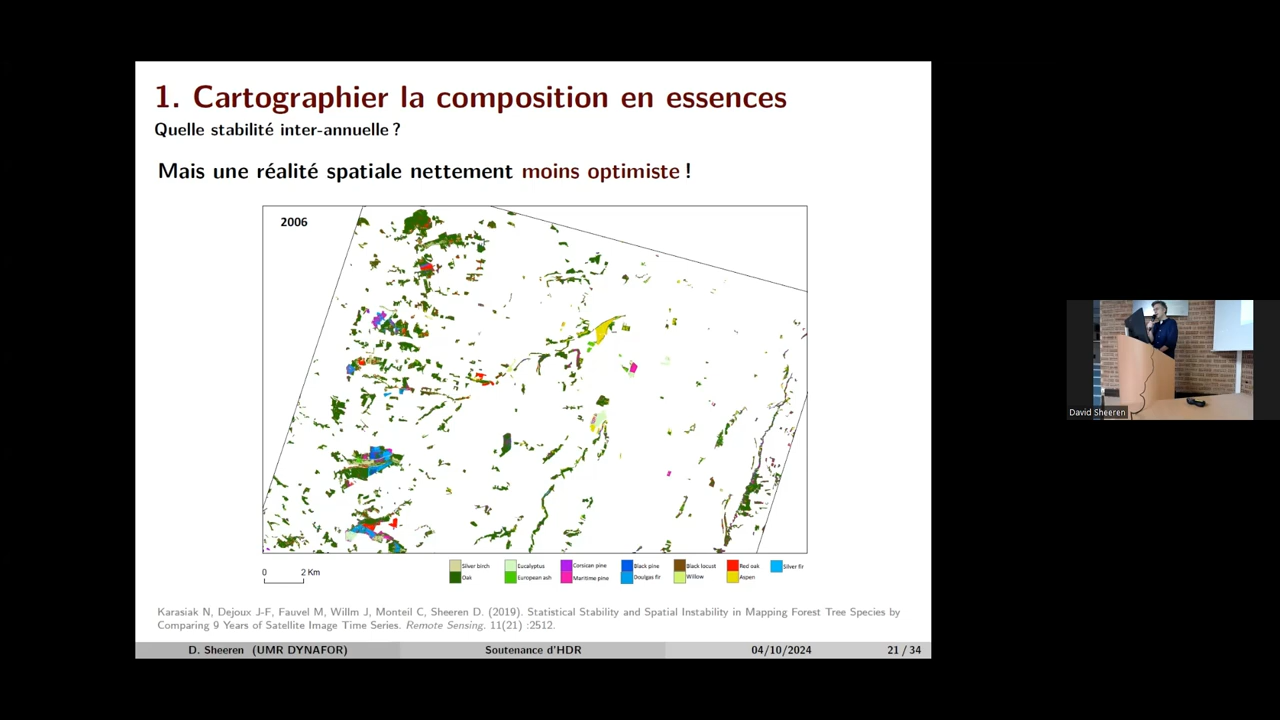 1. Cartographier la composition en essences
Quelle stabilité inter-annuelle ?
Mais une réalité spatiale nettement moins optimiste !
2006
0 2 Km
Silver birch Eucalyptus Corsican pine Black pine Black locust Red oak Silver fir
Oak European ash Maritime pine Doulgas fir Willow Aspen
Karasiak N, Dejoux J-F, Fauvel M, Willm J, Monteil C, Sheeren D. (2019). Statistical Stability and Spatial Instability in Mapping Forest Tree Species by
Comparing 9 Years of Satellite Image Time Series. Remote Sensing. 11(21) :2512.
D. Sheeren (UMR DYNAFOR) Soutenance d'HDR 04/10/2024 21 / 34
David Sheeren